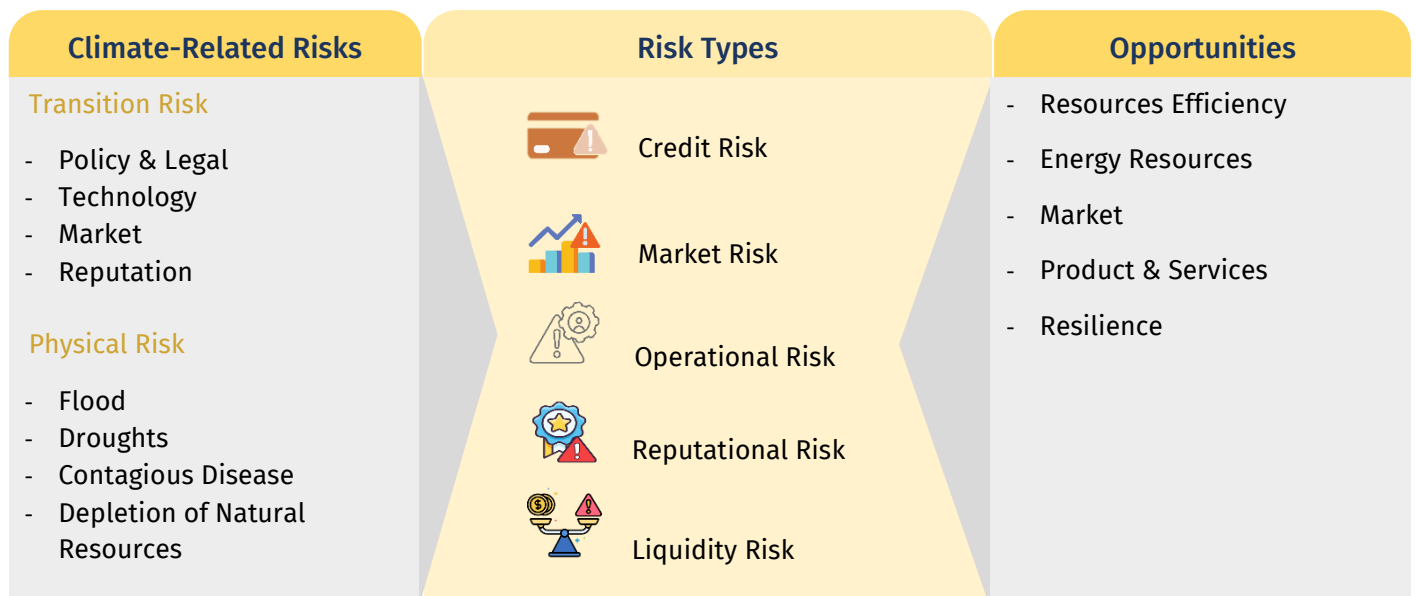 Climate-Related Risks
Transition Risk
- Policy & Legal
- Technology
- Market
- Reputation
Physical Risk
- Flood
- Droughts
- Contagious Disease
- Depletion of Natural
Resources
Risk Types
Credit Risk
Market Risk
Operational Risk
Reputational Risk
Liquidity Risk
Opportunities
- Resources Efficiency
- Energy Resources
- Market
- Product & Services
- Resilience